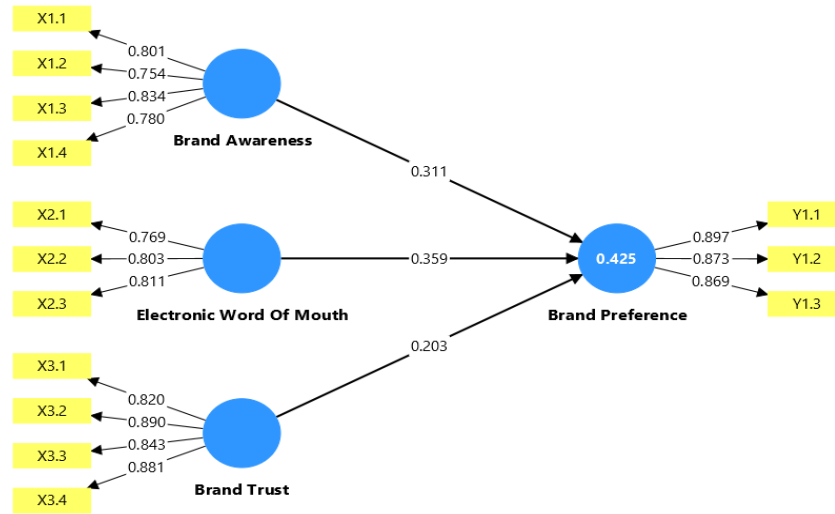 X1.1
0.801
X1.2
0.754
X1.3
0.834
0.780
X1.4
Brand Awareness
0.311
X2.1
0.769
X2.2
0.803
X2.3
0.811
Electronic Word Of Mouth
0.359
0.425
Brand Preference
Y1.1
0.897
Y1.2
0.873
0.869
Y1.3
0.203
X3.1
0.820
X3.2
0.890
X3.3
0.843
0.881
X3.4
Brand Trust